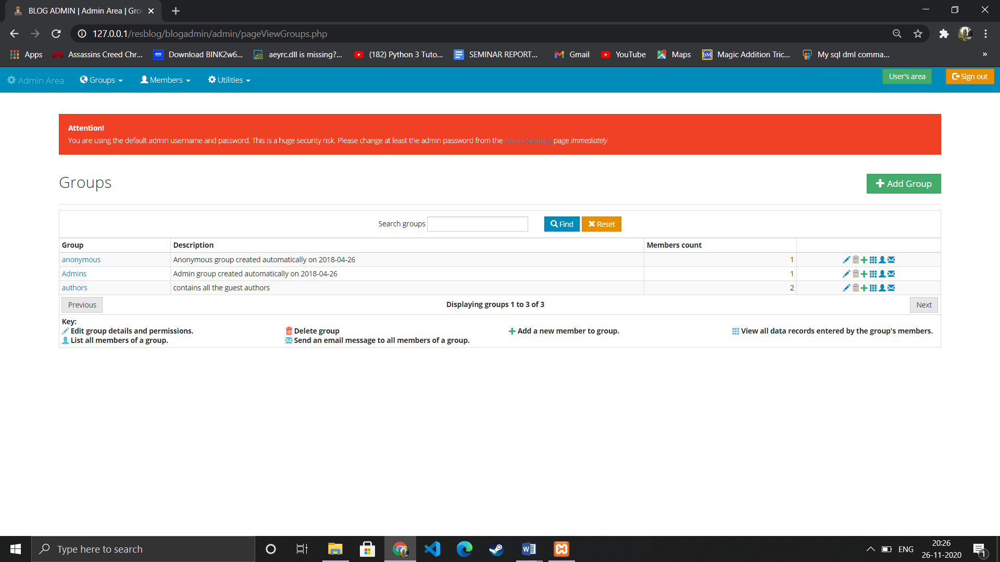 BLOG ADMIN | Admin Area | Gro
127.0.0.1/resblog/blogadmin/admin/pageViewGroups.php
Apps Assassins Creed Chr... Download BINK2w6... aeyrc.dll is missing?... (182) Python 3 Tuto... SEMINAR REPORT... Gmail YouTube Maps Magic Addition Tric... My sql dml comma... »
Admin Area Groups Members Utilities User's area Sign out
Attention!
You are using the default admin username and password. This is a huge security risk. Please change at least the admin password from the Admin Settings page immediately.
Groups
Add Group
Search groups Find Reset
Group Description Members count
anonymous Anonymous group created automatically on 2018-04-26 1
Admins Admin group created automatically on 2018-04-26 1
authors contains all the guest authors 2
Previous Displaying groups 1 to 3 of 3 Next
Key:
Edit group details and permissions. Delete group Add a new member to group. View all data records entered by the group's members.
List all members of a group. Send an email message to all members of a group.
Type here to search
ENG
20:26
26-11-2020
1